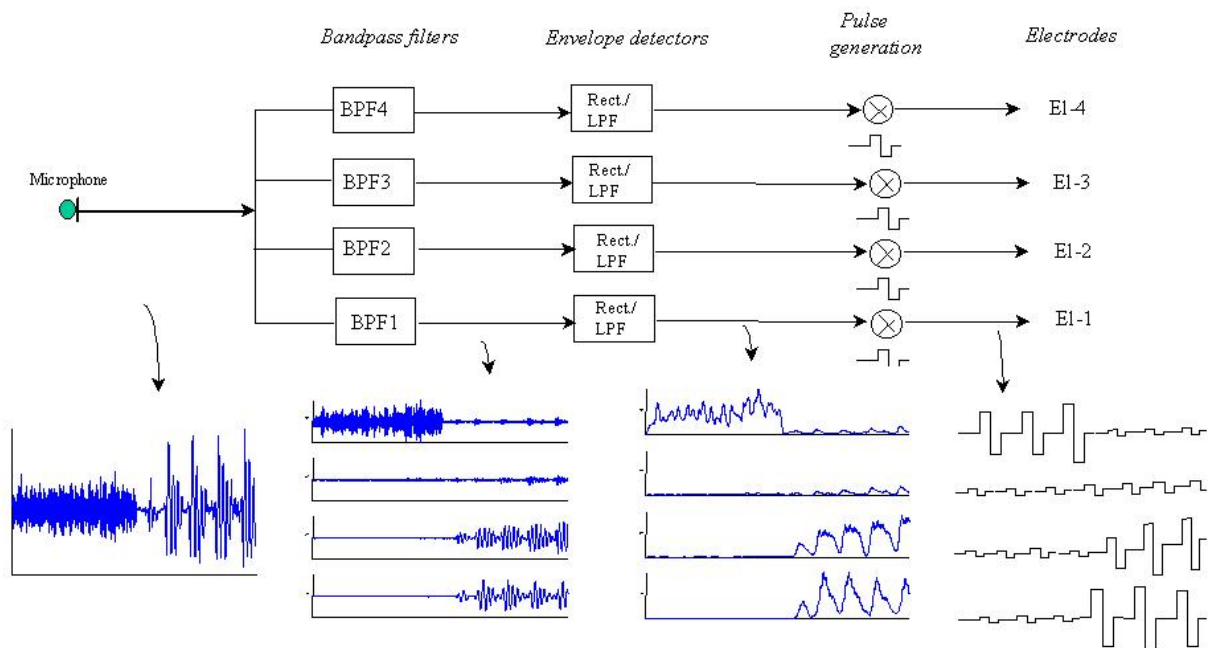 Bandpass filters
Envelope detectors
Pulse
generation
Electrodes
Microphone
BPF4
Rect./
LPF
El-4
BPF3
Rect./
LPF
El-3
BPF2
Rect./
LPF
El-2
BPF1
Rect./
LPF
El-1